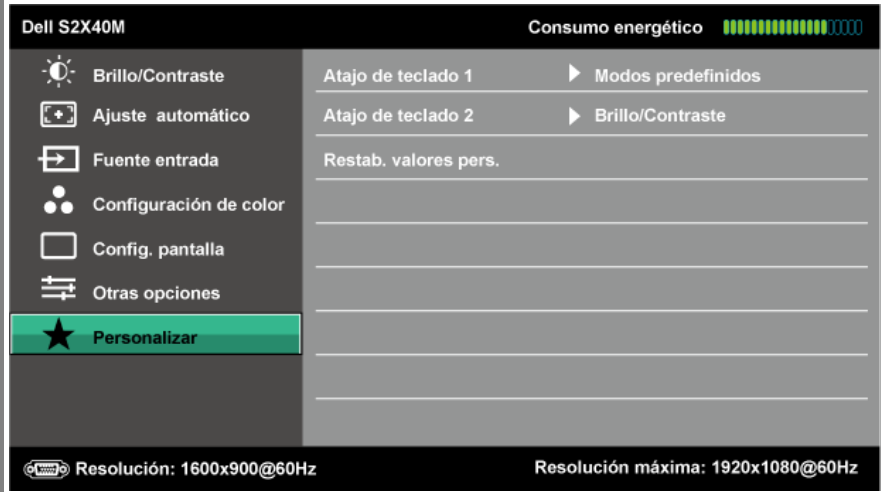 Dell S2X40M
Consumo energético
Brillo/Contraste
Ajuste automático
Fuente entrada
Configuración de color
Config. pantalla
Otras opciones
Personalizar
Atajo de teclado 1 Modos predefinidos
Atajo de teclado 2 Brillo/Contraste
Restab. valores pers.
Resolución: 1600x900@60Hz
Resolución máxima: 1920x1080@60Hz